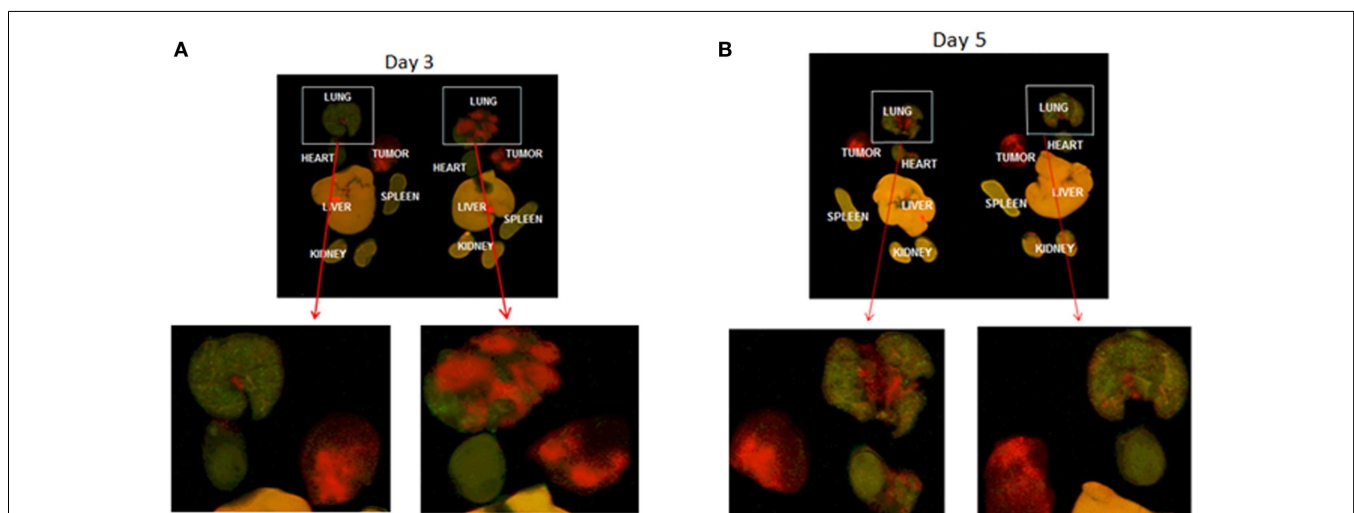 A
Day 3
LUNG
LUNG
HEART
TUMOR
HEART
TUMOR
LIVER
SPLEEN
LIVER
SPLEEN
KIDNEY
KIDNEY
B
Day 5
LUNG
LUNG
TUMOR
HEART
TUMOR
HEART
SPLEEN
LIVER
SPLEEN
LIVER
KIDNEY
KIDNEY